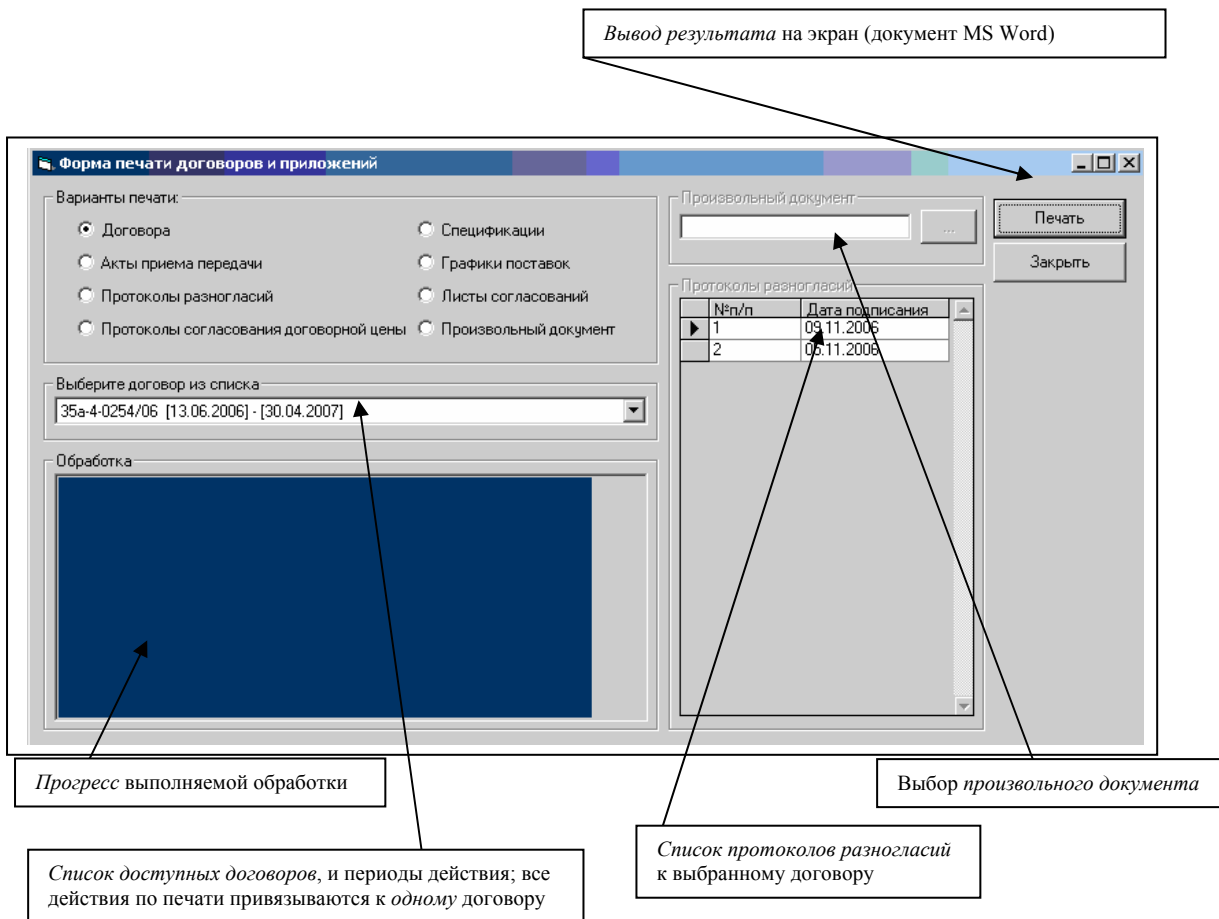 Вывод результата на экран (документ MS Word)
Форма печати договоров и приложений
Варианты печати:
Договора
Спецификации
Акты приема передачи
Графики поставок
Протоколы разногласий
Листы согласований
Протоколы согласования договорной цены
Произвольный документ
Выберите договор из списка
35а-4-0254/06 [13.06.2006] - [30.04.2007]
Обработка
Произвольный документ
...
Протоколы разногласий
№п/п Дата подписания
1 09.11.2006
2 06.11.2006
Печать
Закрыть
Прогресс выполняемой обработки
Выбор произвольного документа
Список доступных договоров, и периоды действия; все
действия по печати привязываются к одному договору
Список протоколов разногласий
к выбранному договору